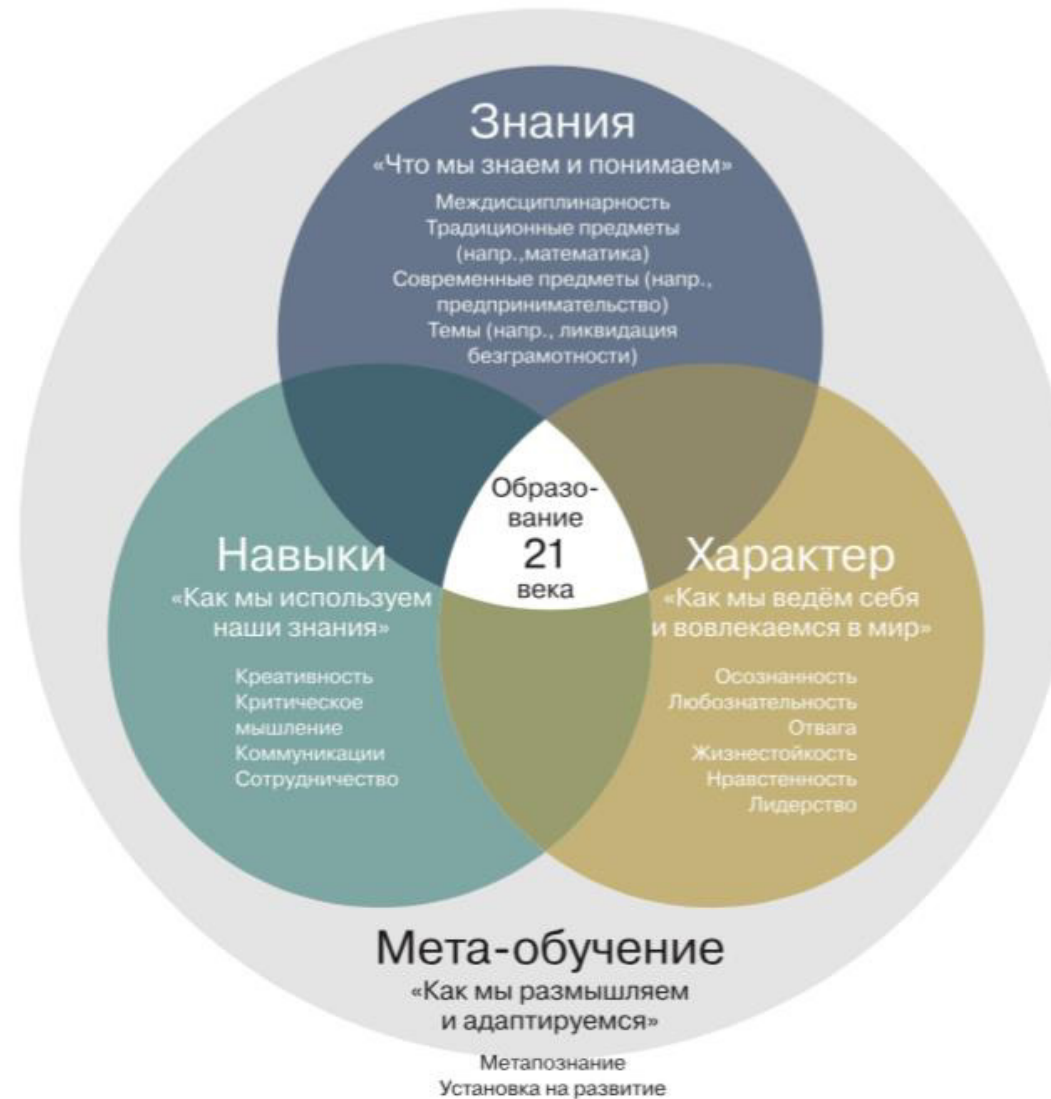 Знания
«Что мы знаем и понимаем»
Междисциплинарность
Традиционные предметы
(напр.,математика)
Современные предметы (напр.,
предпринимательство)
Темы (напр., ликвидация
безграмотности)
Образо-
вание
21
века
Навыки
«Как мы используем
наши знания»
Креативность
Критическое
мышление
Коммуникации
Сотрудничество
Характер
«Как мы ведём себя
и вовлекаемся в мир»
Осознанность
Любознательность
Отвага
Жизнестойкость
Нравстенность
Лидерство
Мета-обучение
«Как мы размышляем
и адаптируемся»
Метапознание
Установка на развитие